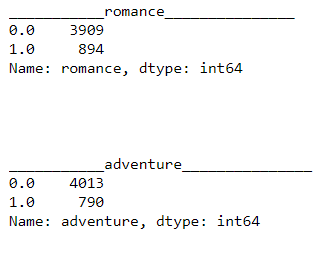 ___________romance_______________
0.0    3909
1.0     894
Name: romance, dtype: int64
___________adventure_______________
0.0    4013
1.0     790
Name: adventure, dtype: int64